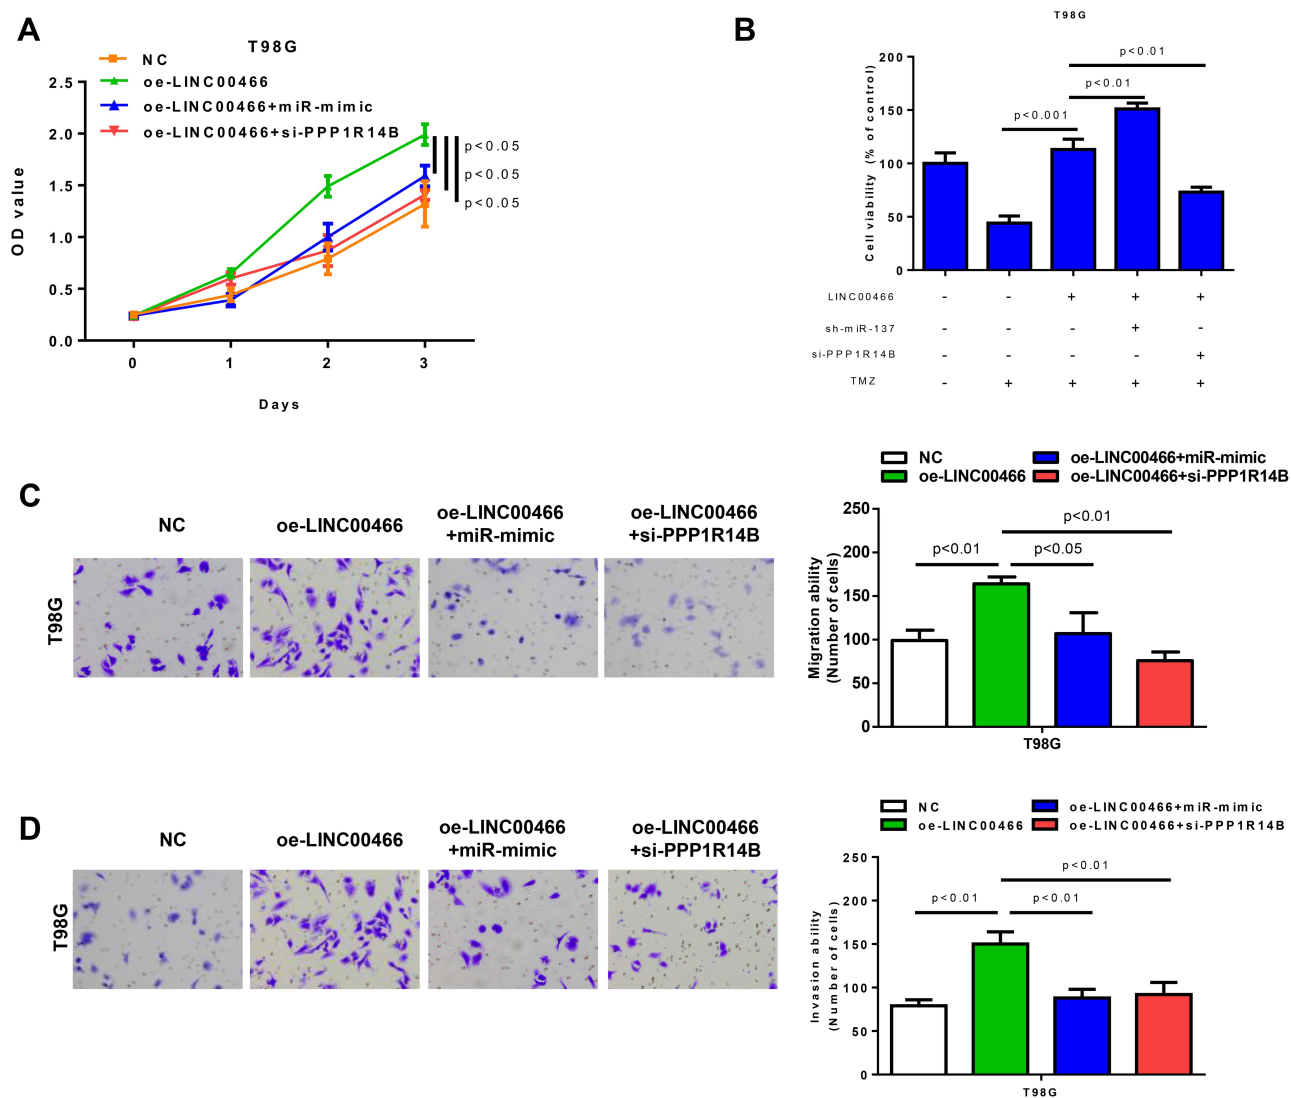 A
T98G
NC
oe-LINC00466
oe-LINC00466+miR-mimic
oe-LINC00466+si-PPP1R14B
2.5
2.0
1.5
1.0
0.5
0.0
OD value
p<0.05
p<0.05
p<0.05
0 1 2 3
Days
B
T98G
200
150
100
50
0
Cell viability (% of control)
p<0.01
p<0.01
p<0.001
LINC00466 - - + + +
sh-miR-137 - - - + -
si-PPP1R14B - - - - +
TMZ - + + + +
C
NC
oe-LINC00466
oe-LINC00466
+miR-mimic
oe-LINC00466
+si-PPP1R14B
T98G
NC
oe-LINC00466+miR-mimic
oe-LINC00466
oe-LINC00466+si-PPP1R14B
250
200
150
100
50
0
Migration ability
(Number of cells)
p<0.01
p<0.01
p<0.05
T98G
D
NC
oe-LINC00466
oe-LINC00466
+miR-mimic
oe-LINC00466
+si-PPP1R14B
T98G
NC
oe-LINC00466+miR-mimic
oe-LINC00466
oe-LINC00466+si-PPP1R14B
250
200
150
100
50
0
Invasion ability
(Number of cells)
p<0.01
p<0.01
p<0.01
T98G